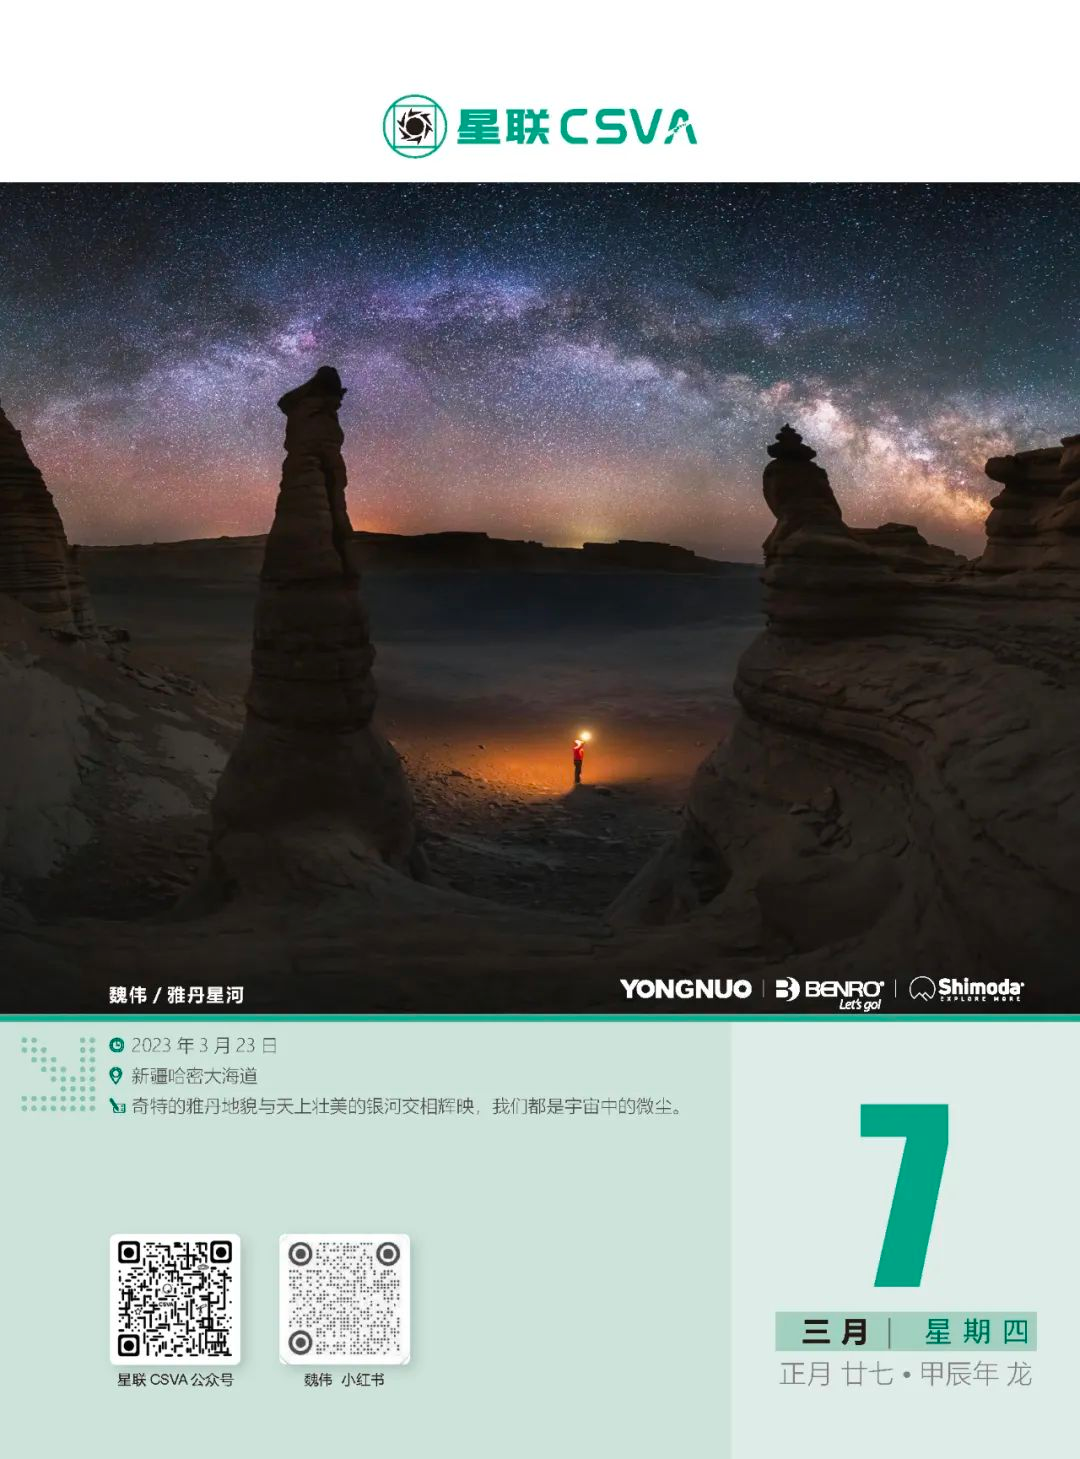 星联CSVA
魏伟 / 雅丹星河
YONGNUO | BENRO Let's go! | Shimoda EXPLORE MORE
2023 年 3 月 23 日
新疆哈密大海道
奇特的雅丹地貌与天上壮美的银河交相辉映，我们都是宇宙中的微尘。
7
三月 | 星期四
正月 廿七 • 甲辰年 龙
CSVA
星联 CSVA 公众号
魏伟 小红书